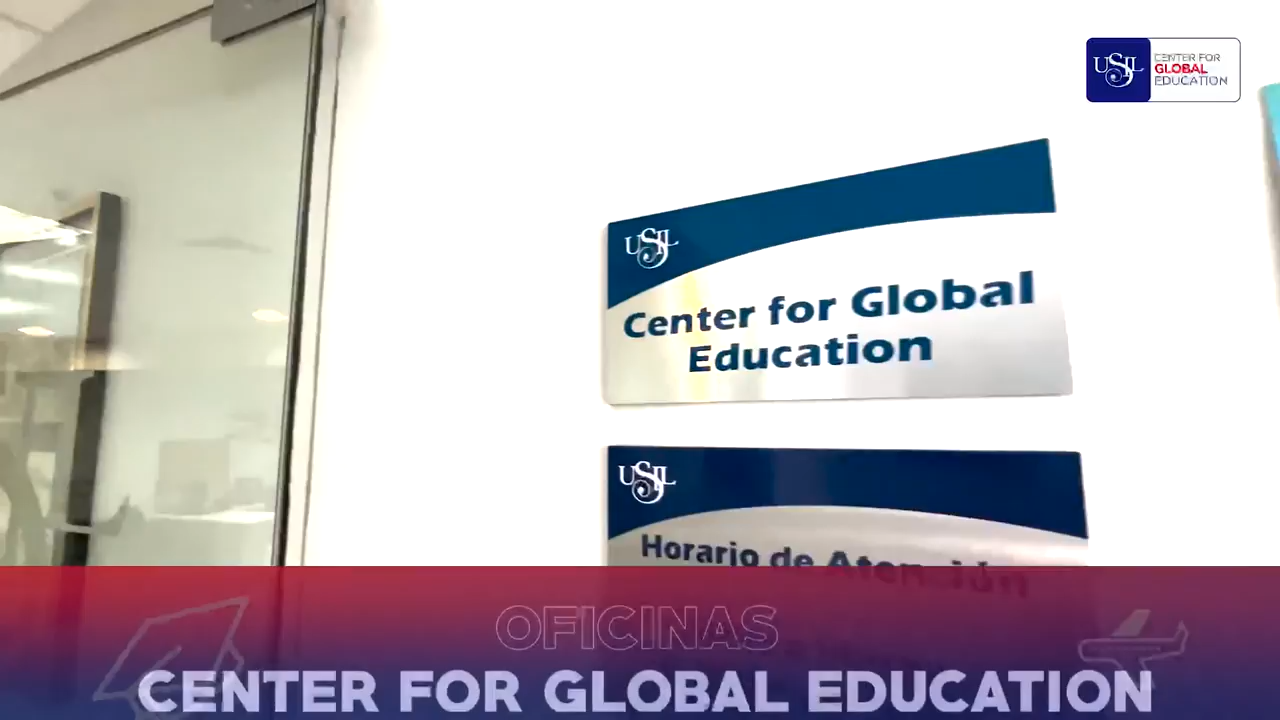 USIL CENTER FOR
GLOBAL
EDUCATION
USIL
Center for Global
Education
USIL
Horario de Atención
OFICINAS
CENTER FOR GLOBAL EDUCATION